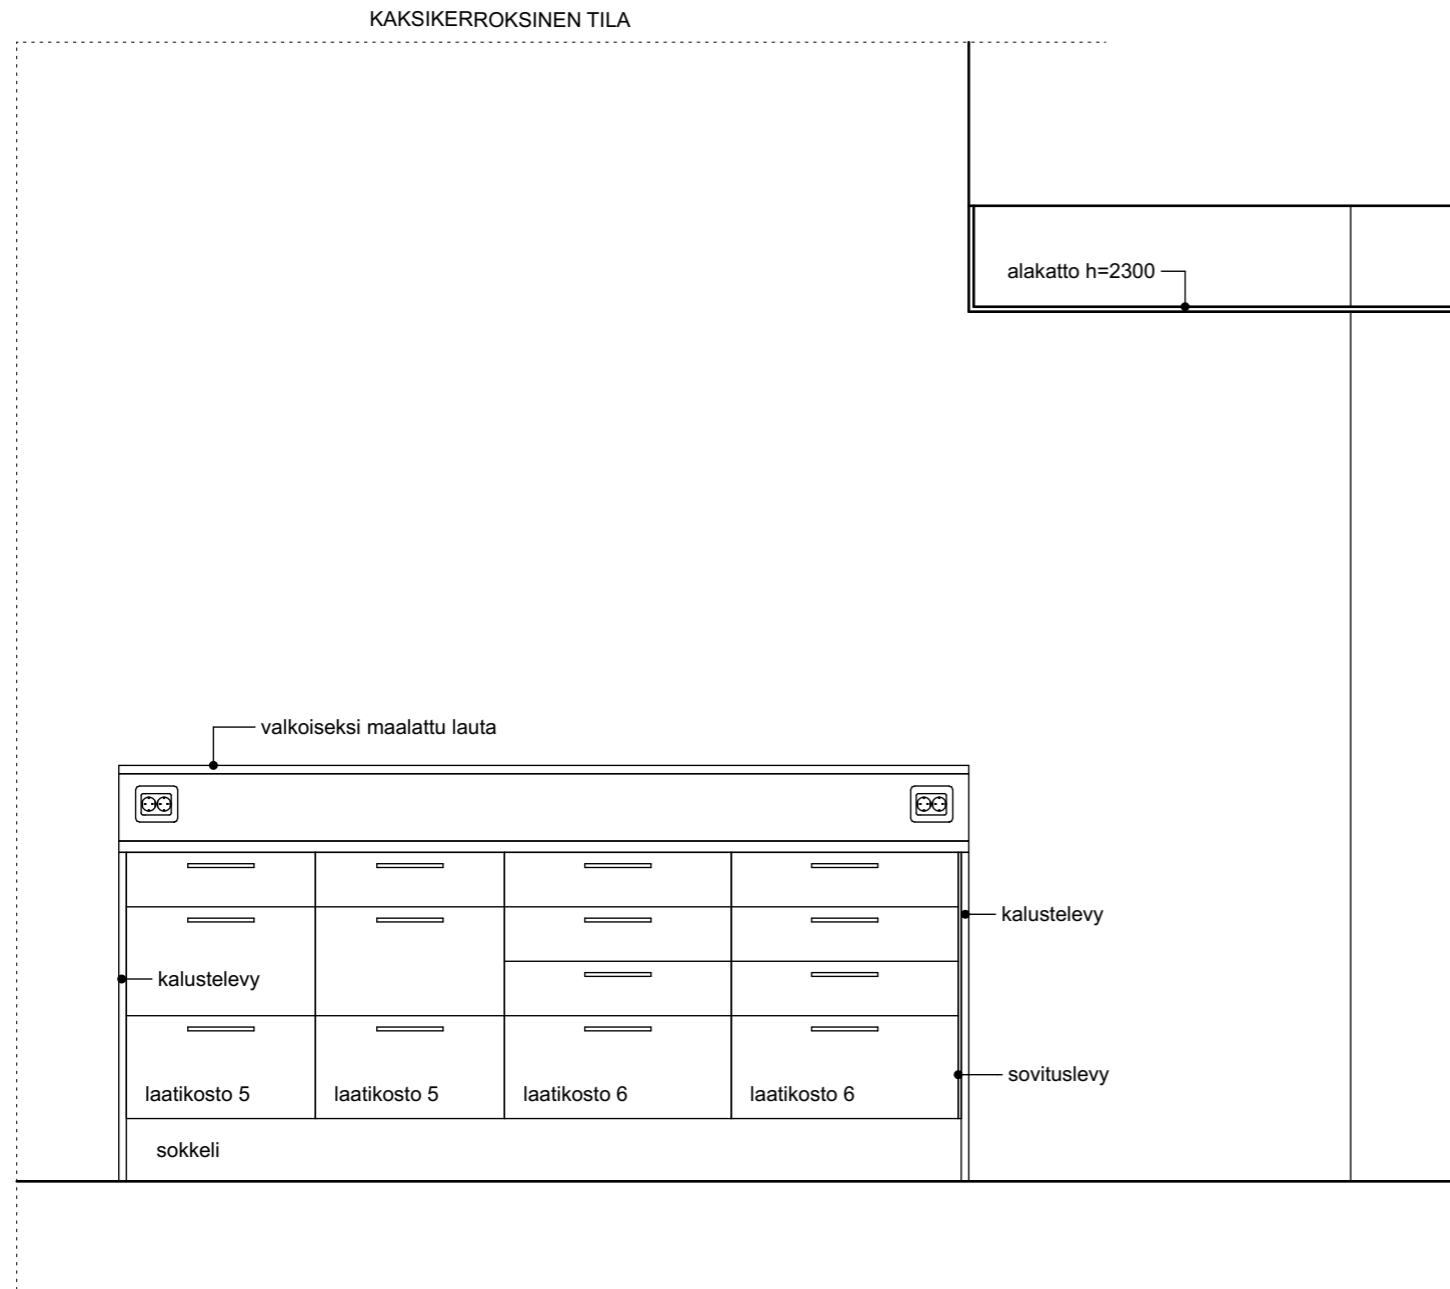 KAKSIKERROKSINEN TILA
alakatto h=2300
valkoiseksi maalattu lauta
kalustelevy
kalustelevy
sovituslevy
laatikosto 5
laatikosto 5
laatikosto 6
laatikosto 6
sokkeli